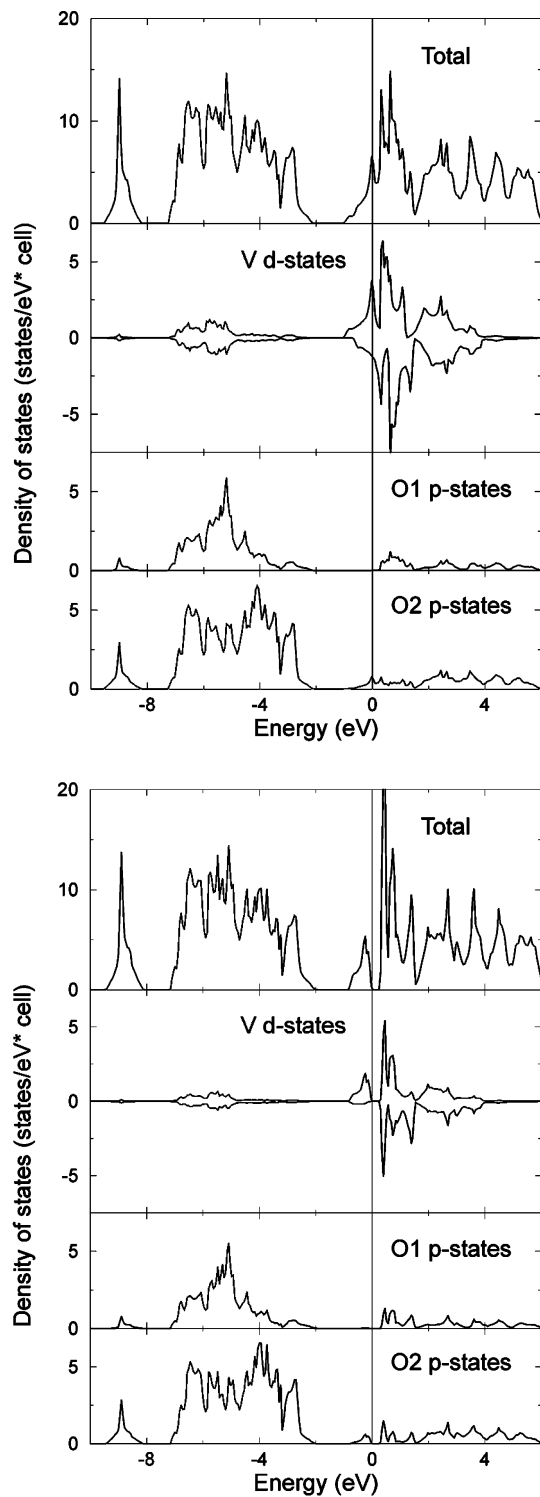 20
Total
10
0
5
V d-states
0
-5
Density of states (states/eV* cell)
5
O1 p-states
0
5
O2 p-states
0
-8
-4
0
4
Energy (eV)
20
Total
10
0
5
V d-states
0
-5
Density of states (states/eV* cell)
5
O1 p-states
0
5
O2 p-states
0
-8
-4
0
4
Energy (eV)